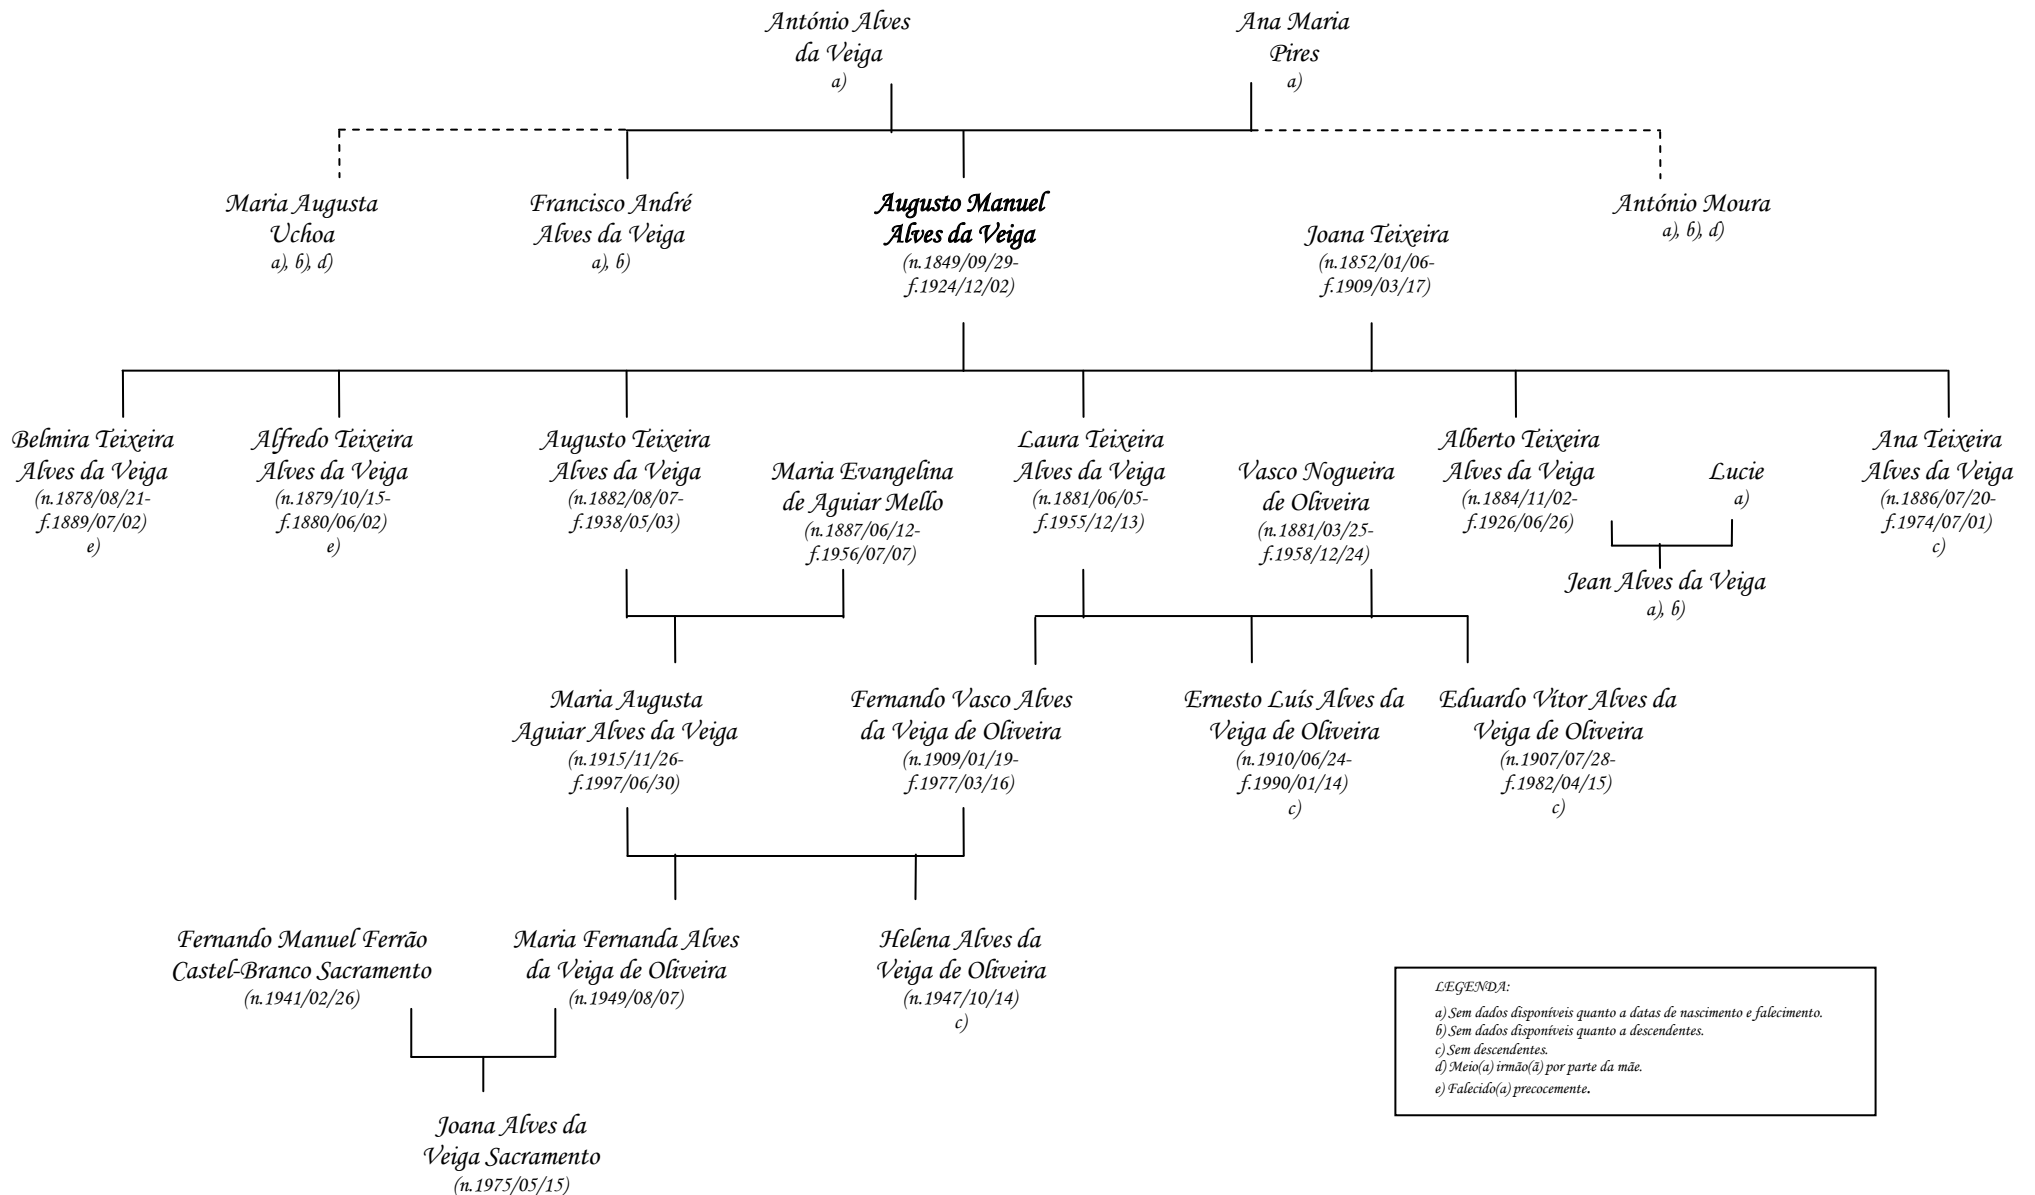 António Alves
da Veiga
a)
Ana Maria
Pires
a)
Maria Augusta
Uchoa
a), b), d)
Francisco André
Alves da Veiga
a), b)
Augusto Manuel
Alves da Veiga
(n.1849/09/29-
f.1924/12/02)
Joana Teixeira
(n.1852/01/06-
f.1909/03/17)
António Moura
a), b), d)
Belmira Teixeira
Alves da Veiga
(n.1878/08/21-
f.1889/07/02)
e)
Alfredo Teixeira
Alves da Veiga
(n.1879/10/15-
f.1880/06/02)
e)
Augusto Teixeira
Alves da Veiga
(n.1882/08/07-
f.1938/05/03)
Maria Evangelina
de Aguiar Mello
(n.1887/06/12-
f.1956/07/07)
Laura Teixeira
Alves da Veiga
(n.1881/06/05-
f.1955/12/13)
Vasco Nogueira
de Oliveira
(n.1881/03/25-
f.1958/12/24)
Alberto Teixeira
Alves da Veiga
(n.1884/11/02-
f.1926/06/26)
Lucie
a)
Ana Teixeira
Alves da Veiga
(n.1886/07/20-
f.1974/07/01)
c)
Jean Alves da Veiga
a), b)
Maria Augusta
Aguiar Alves da Veiga
(n.1915/11/26-
f.1997/06/30)
Fernando Vasco Alves
da Veiga de Oliveira
(n.1909/01/19-
f.1977/03/16)
Ernesto Luís Alves da
Veiga de Oliveira
(n.1910/06/24-
f.1990/01/14)
c)
Eduardo Vítor Alves da
Veiga de Oliveira
(n.1907/07/28-
f.1982/04/15)
c)
Fernando Manuel Ferrão
Castel-Branco Sacramento
(n.1941/02/26)
Maria Fernanda Alves
da Veiga de Oliveira
(n.1949/08/07)
Helena Alves da
Veiga de Oliveira
(n.1947/10/14)
c)
Joana Alves da
Veiga Sacramento
(n.1975/05/15)
LEGENDA:
a) Sem dados disponíveis quanto a datas de nascimento e falecimento.
b) Sem dados disponíveis quanto a descendentes.
c) Sem descendentes.
d) Meio(a) irmão(ã) por parte da mãe.
e) Falecido(a) precocemente.